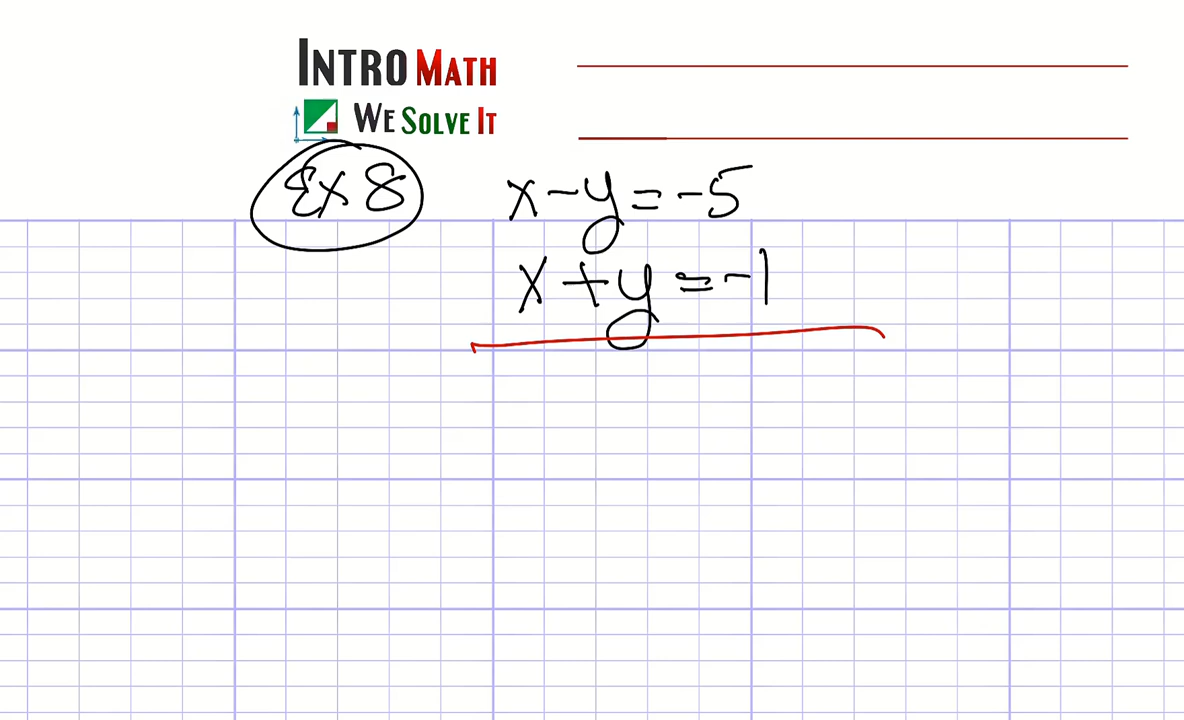 INTRO MATH
WE SOLVE IT
Ex 8
x-y=-5
x+y=-1